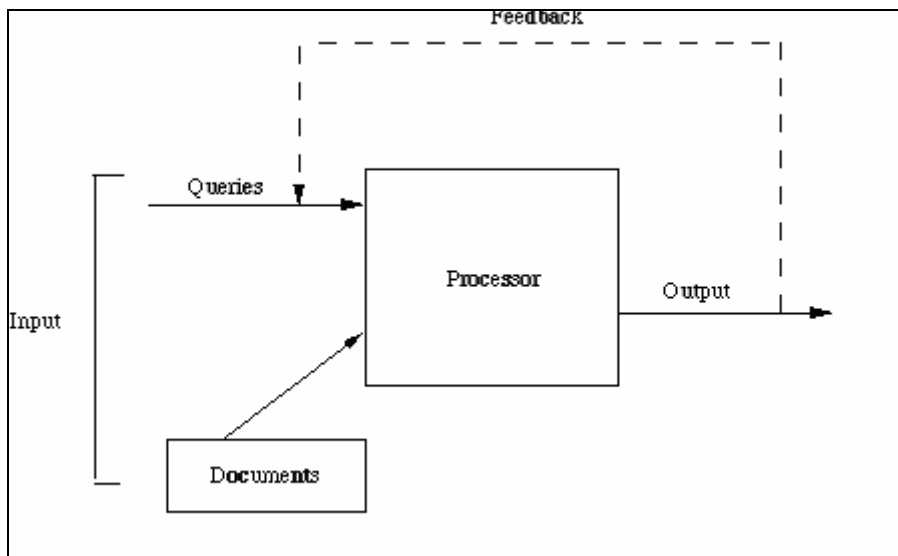 Feedback
Queries
Processor
Output
Input
Documents